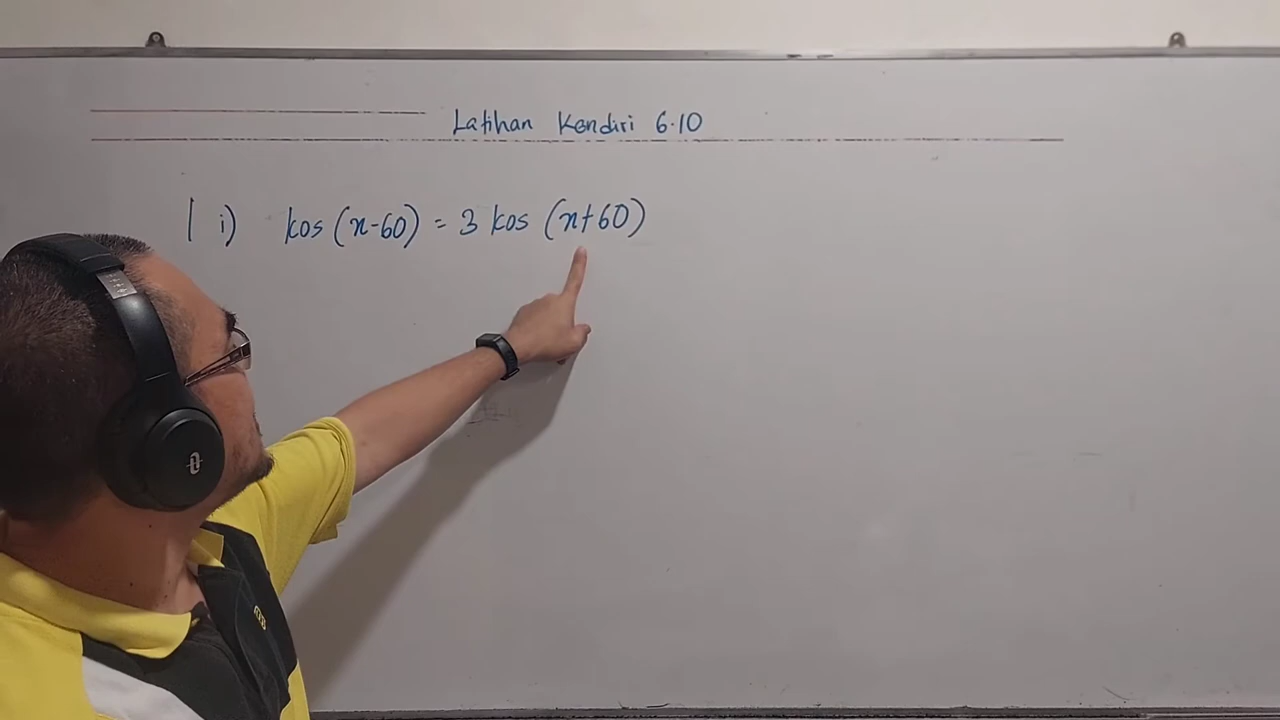 Latihan Kendiri 6.10
1 i) kos (x-60) = 3 kos (x+60)